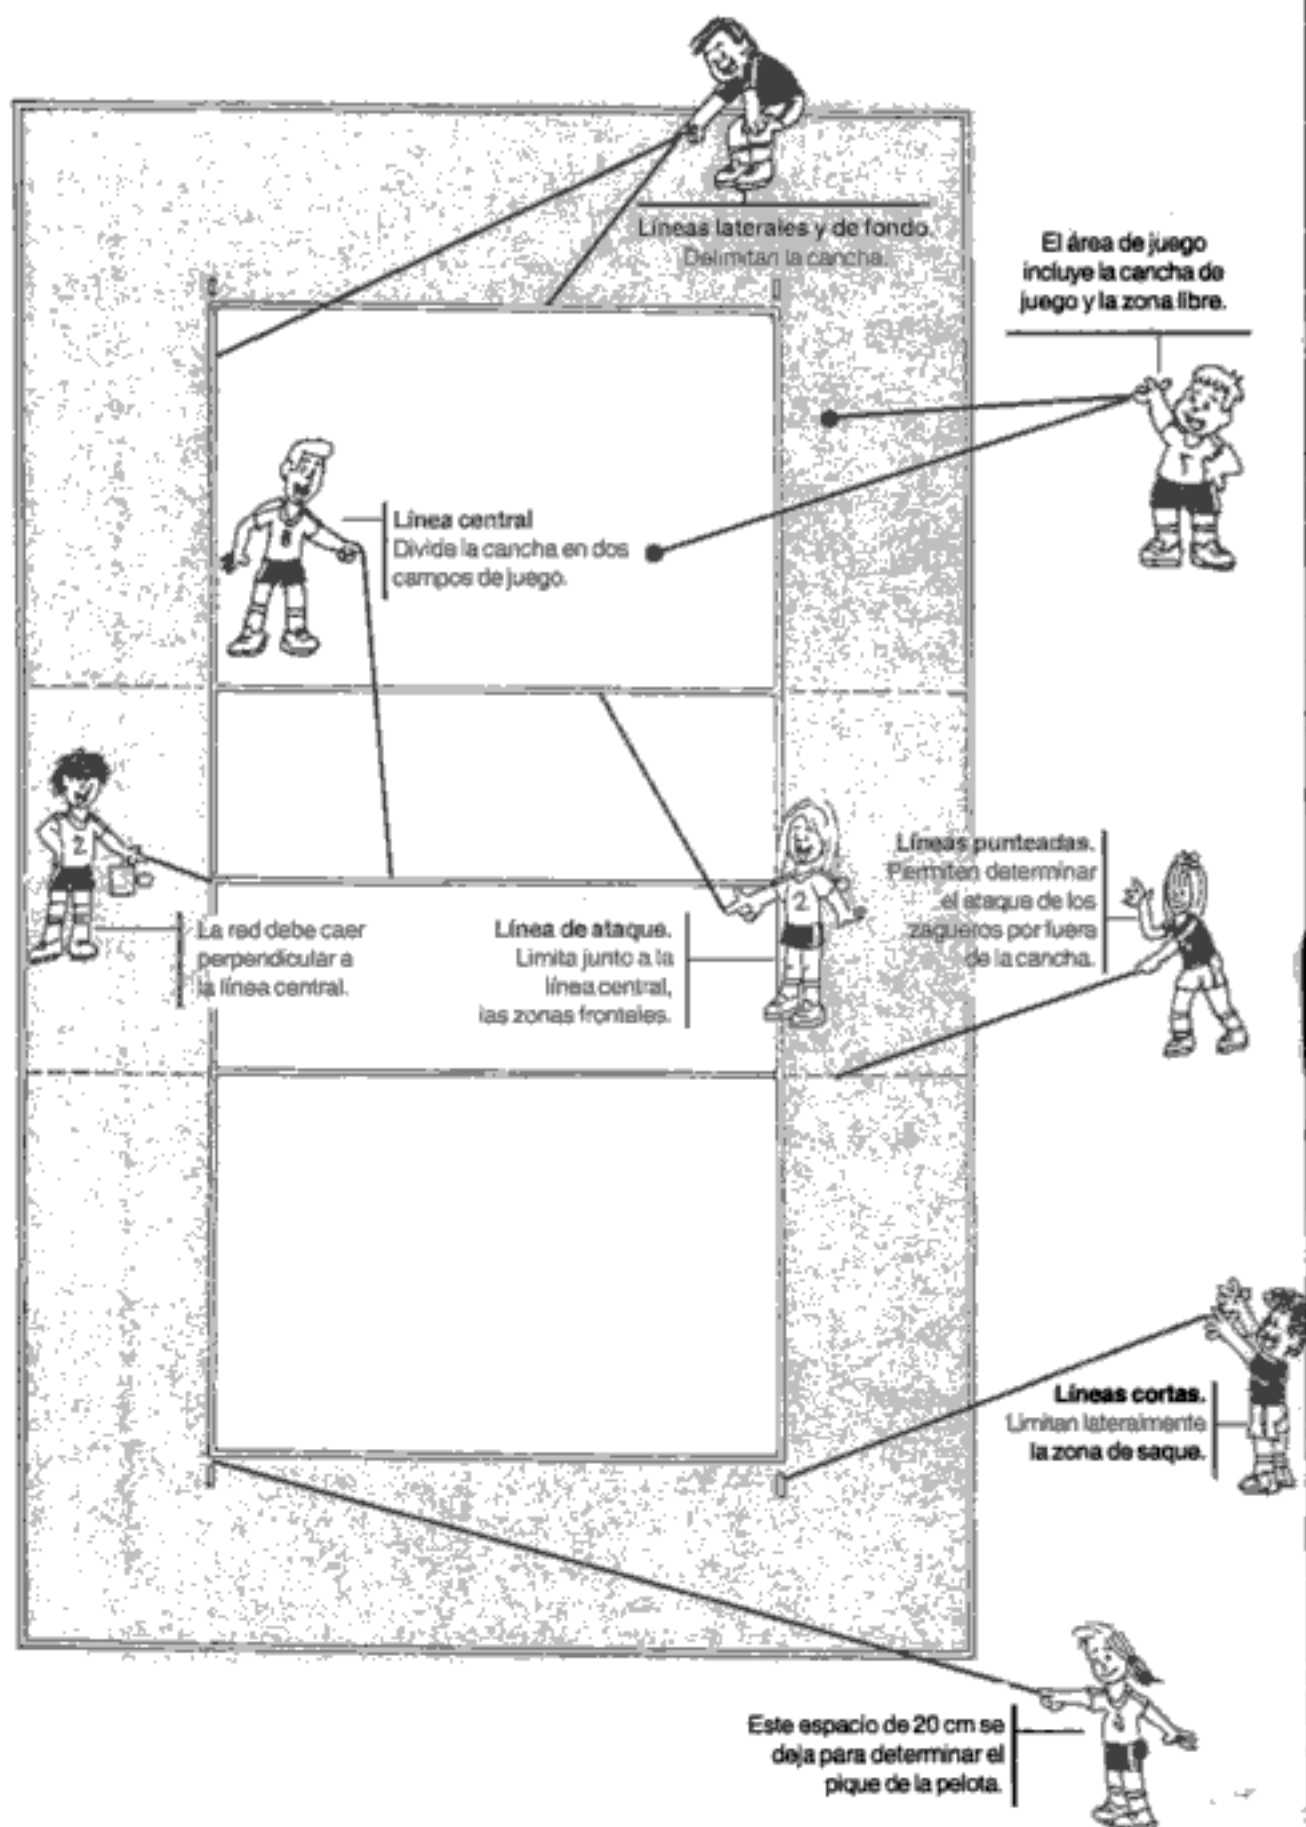 Líneas laterales y de fondo.
Delimitan la cancha.
El área de juego
incluye la cancha de
juego y la zona libre.
1
Línea central
Divide la cancha en dos
campos de juego.
2
La red debe caer
perpendicular a
la línea central.
Línea de ataque.
Limita junto a la
línea central,
las zonas frontales.
2
Líneas punteadas.
Permiten determinar
el ataque de los
zagueros por fuera
de la cancha.
Líneas cortas.
Limitan lateralmente
la zona de saque.
Este espacio de 20 cm se
deja para determinar el
pique de la pelota.